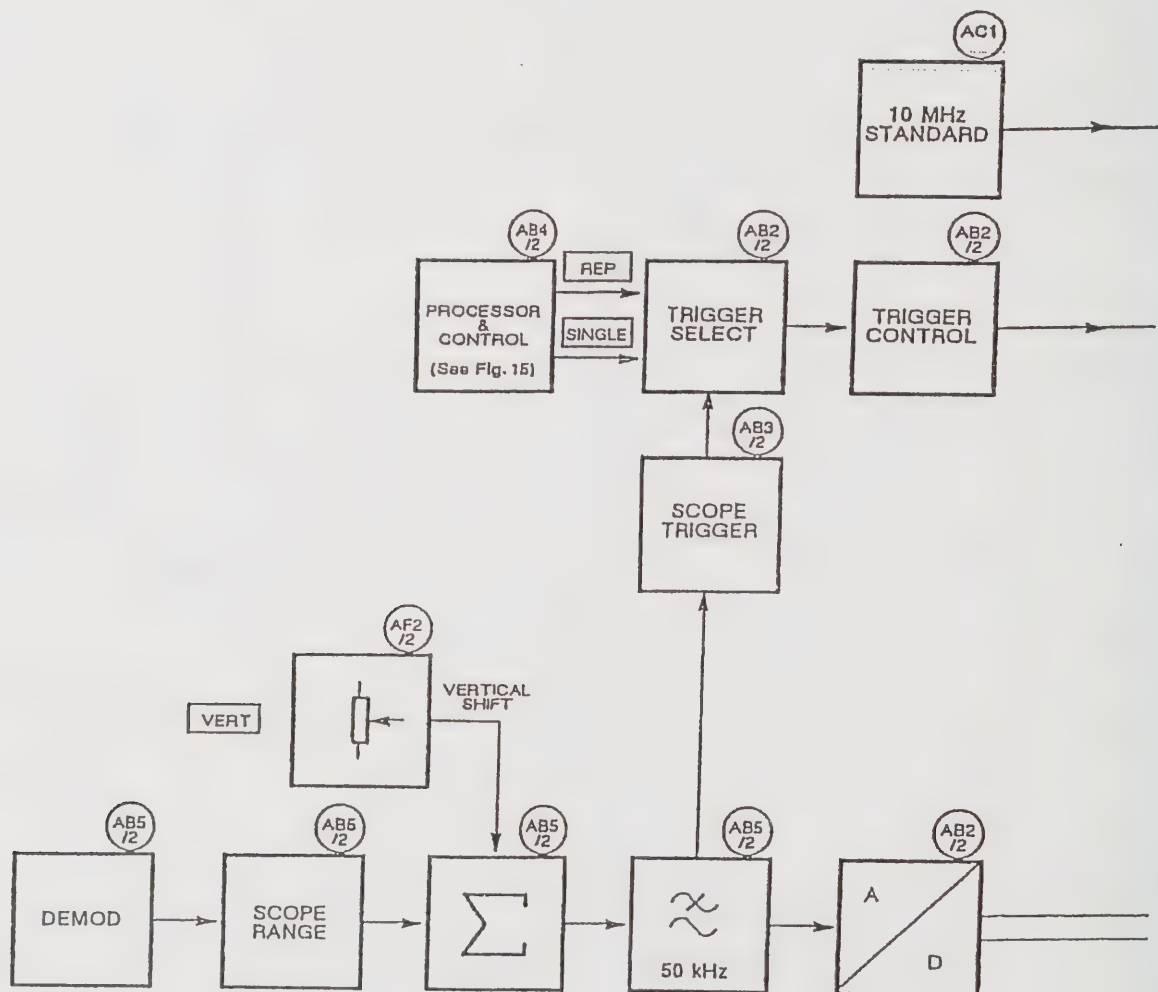 AC1
10 MHz
STANDARD
AB4
/2
AB2
/2
AB2
/2
REP
PROCESSOR
&
CONTROL
(See Fig. 15)
SINGLE
TRIGGER
SELECT
TRIGGER
CONTROL
AB3
/2
SCOPE
TRIGGER
AF2
/2
VERT
VERTICAL
SHIFT
AB5
/2
AB5
/2
AB5
/2
AB5
/2
AB2
/2
DEMOD
SCOPE
RANGE
Σ
50 kHz
A
D